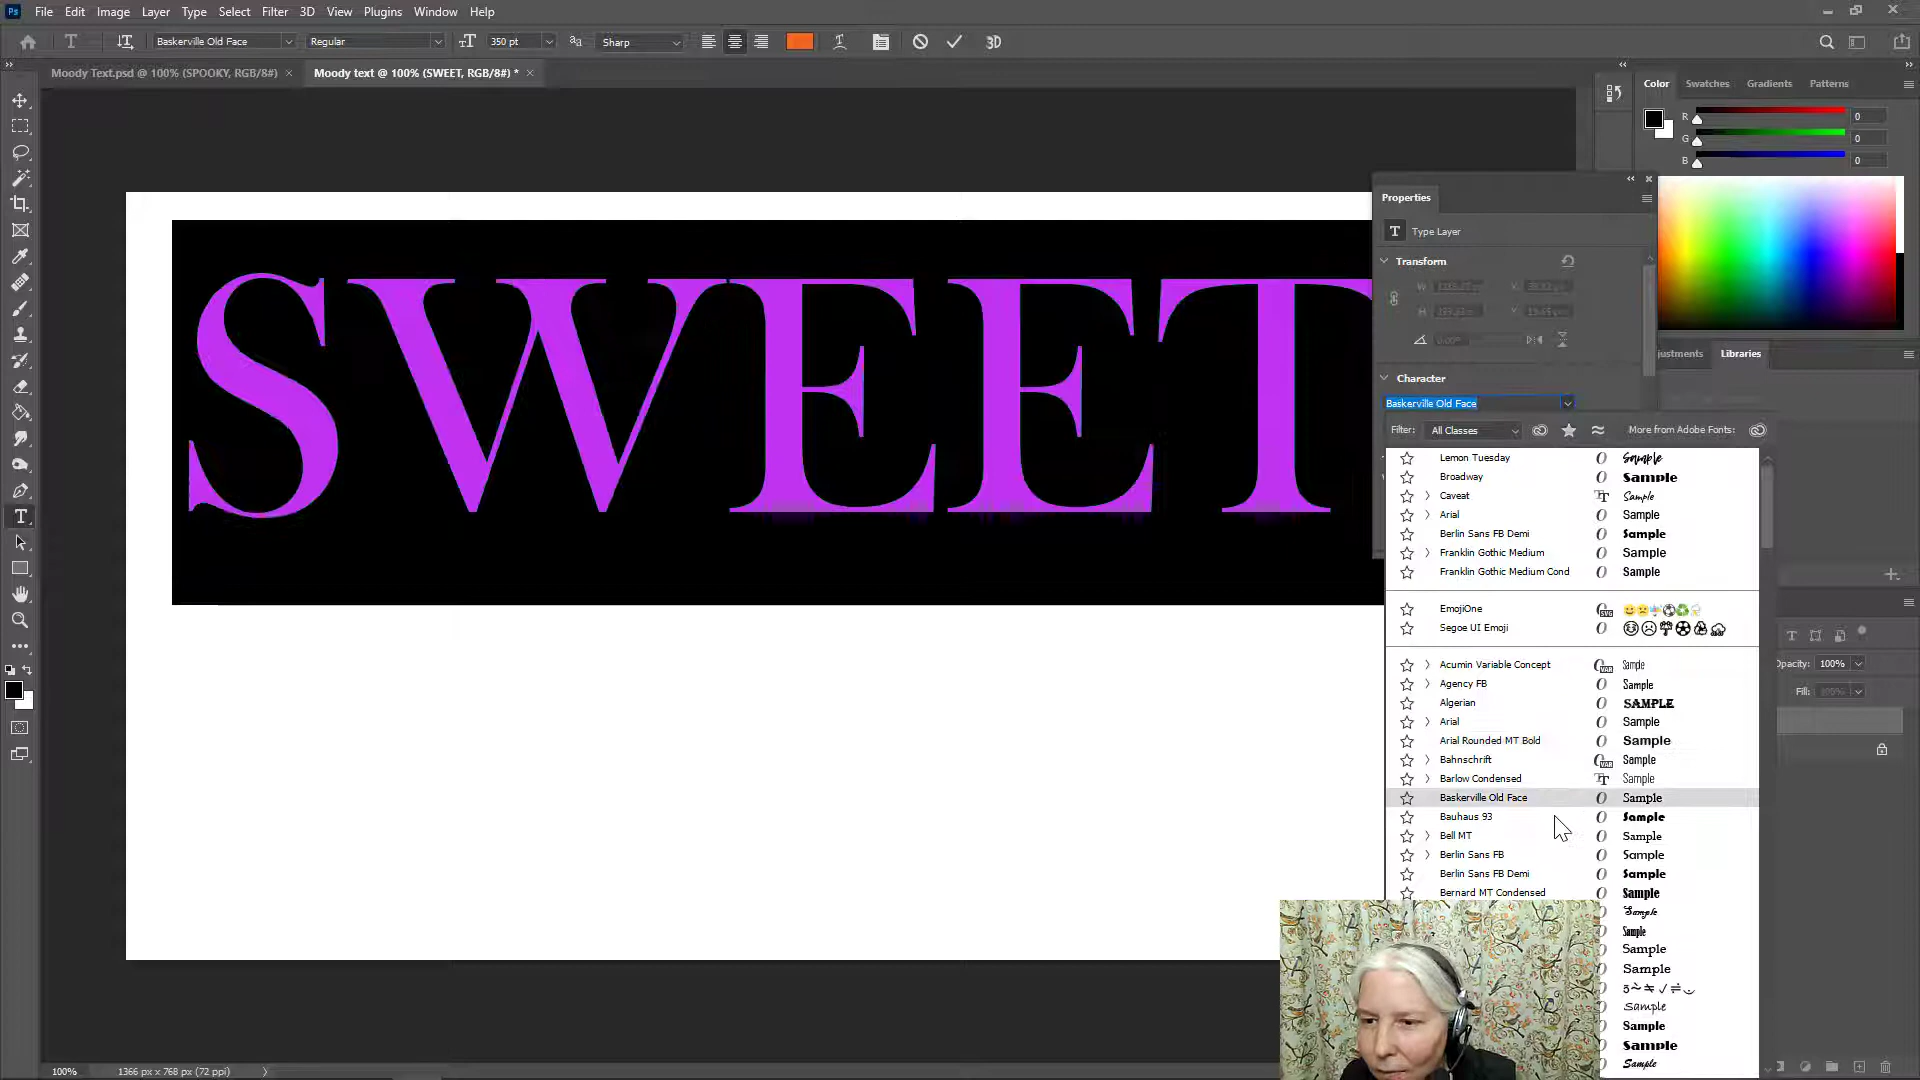 Ps File Edit Image Layer Type Select Filter 3D View Plugins Window Help
T Baskerville Old Face Regular 350 pt Sharp 3D
Moody Text.psd @ 100% (SPOOKY, RGB/8#) × Moody text @ 100% (SWEET, RGB/8#) * ×
Color Swatches Gradients Patterns
R 0
G 0
B 0
SWEET
Properties
T Type Layer
Transform
W
H
Libraries
Character
Baskerville Old Face
Filter: All Classes More from Adobe Fonts:
Lemon Tuesday Sample
Broadway Sample
Caveat Sample
Arial Sample
Berlin Sans FB Demi Sample
Franklin Gothic Medium Sample
Franklin Gothic Medium Cond Sample
EmojiOne
Segoe UI Emoji
Acumin Variable Concept Sample
Agency FB Sample
Algerian SAMPLE
Arial Sample
Arial Rounded MT Bold Sample
Bahnschrift Sample
Barlow Condensed Sample
Baskerville Old Face Sample
Bauhaus 93 Sample
Bell MT Sample
Berlin Sans FB Sample
Berlin Sans FB Demi Sample
Bernard MT Condensed Sample
Sample
Sample
Sample
Sample
Sample
Sample
Sample
Sample
Opacity: 100%
Fill: 100%
100% 1366 px x 768 px (72 ppi)